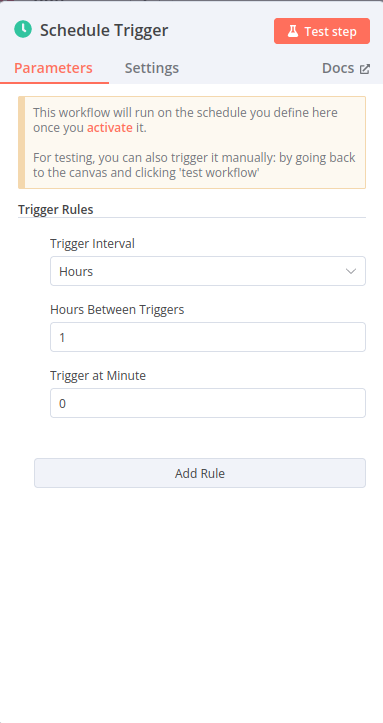 Schedule Trigger
Test step
Parameters
Settings
Docs
This workflow will run on the schedule you define here
once you activate it.
For testing, you can also trigger it manually: by going back
to the canvas and clicking 'test workflow'
Trigger Rules
Trigger Interval
Hours
Hours Between Triggers
1
Trigger at Minute
0
Add Rule